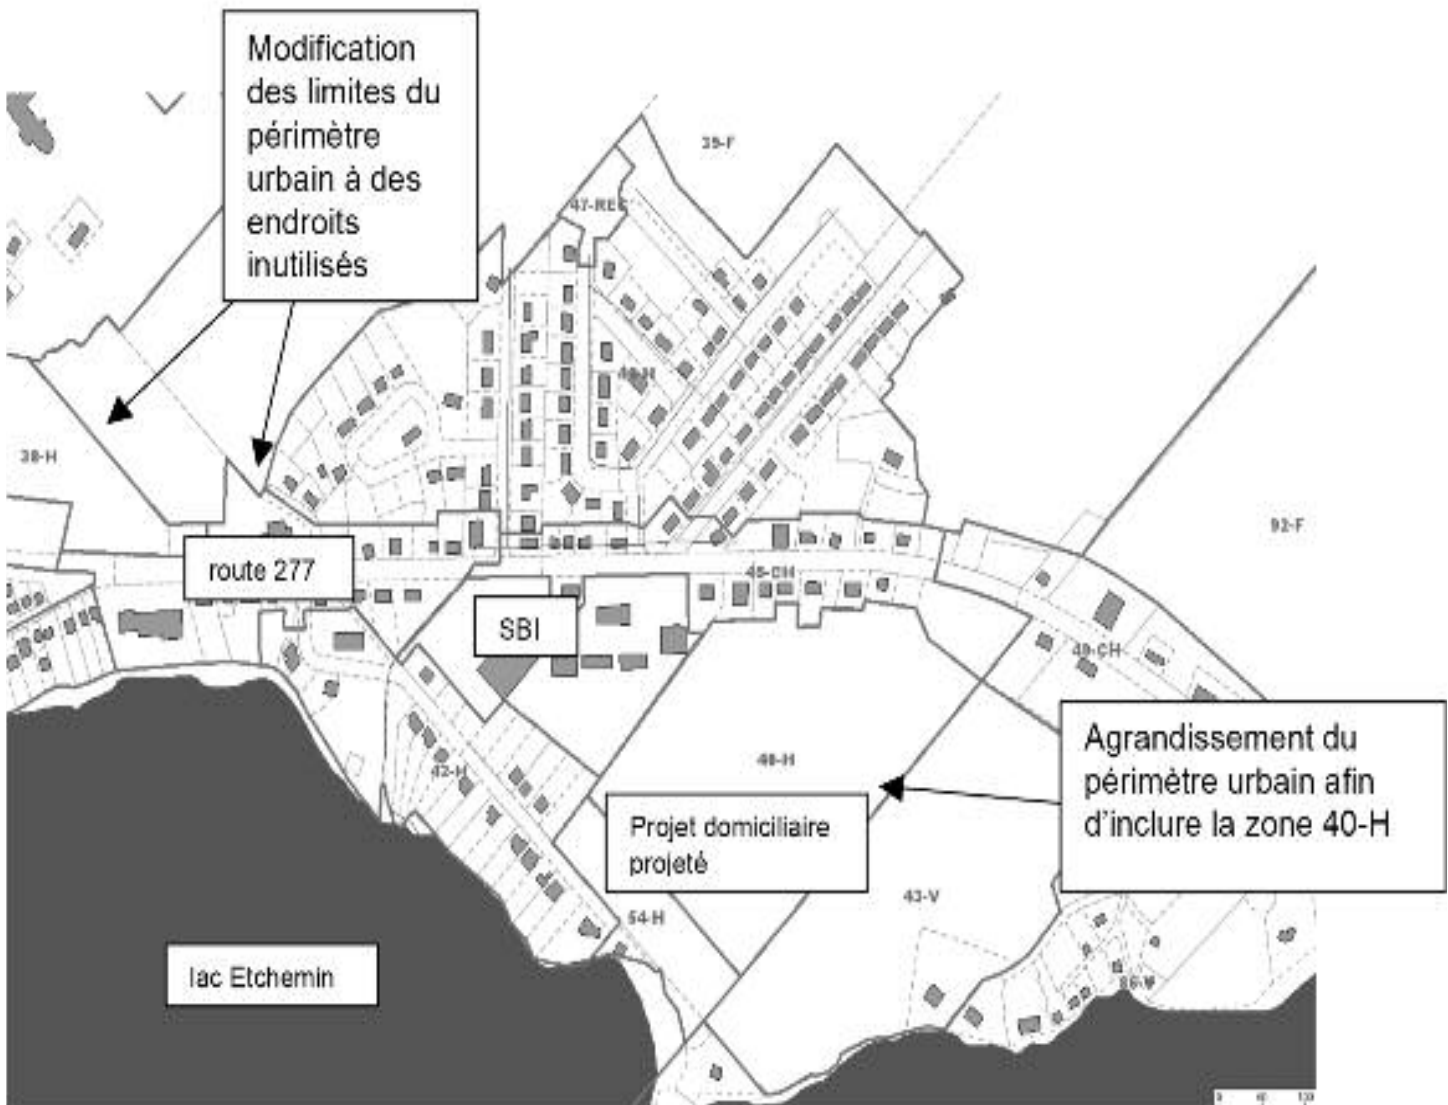 Modification
des limites du
périmètre
urbain à des
endroits
inutilisés
39-F
47-REC
38-H
92-F
route 277
45-CH
SBI
49-CH
42-H
40-H
Agrandissement du
périmètre urbain afin
d'inclure la zone 40-H
Projet domiciliaire
projeté
43-V
54-H
lac Etchemin